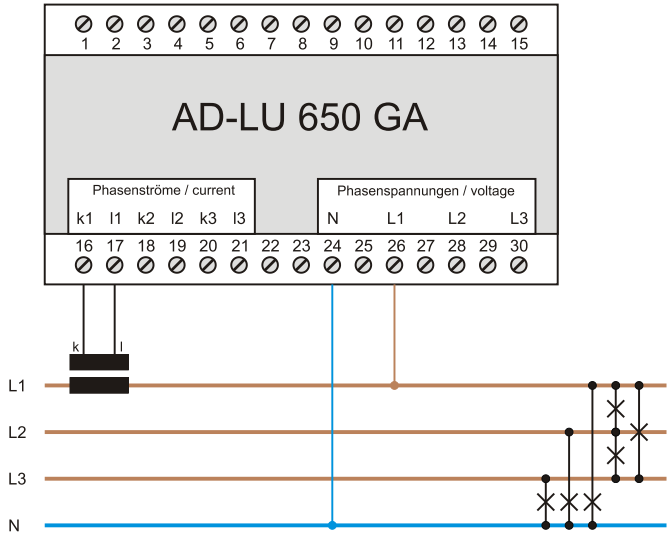 1 2 3 4 5 6 7 8 9 10 11 12 13 14 15
AD-LU 650 GA
Phasenströme / current
Phasenspannungen / voltage
k1 l1 k2 l2 k3 l3
N L1 L2 L3
16 17 18 19 20 21 22 23 24 25 26 27 28 29 30
k l
L1
L2
L3
N